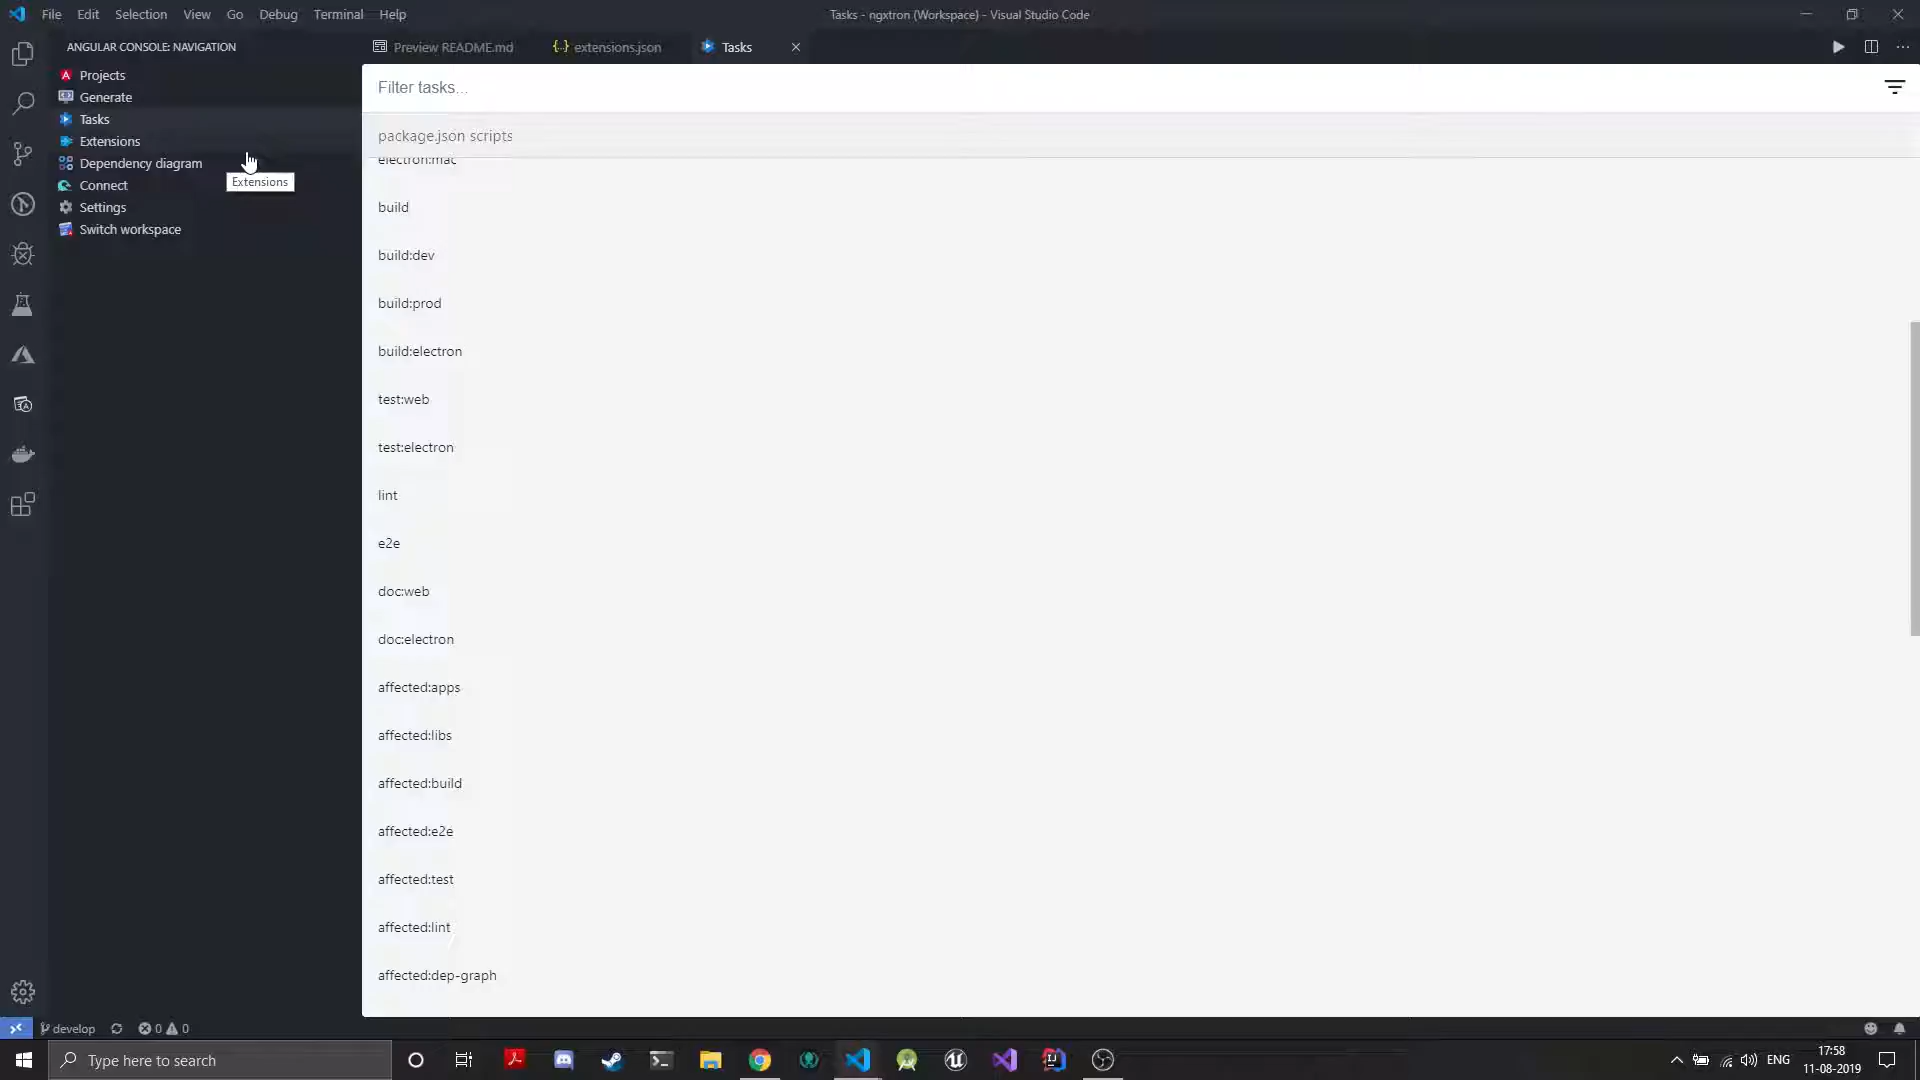 File Edit Selection View Go Debug Terminal Help
Tasks - ngxtron (Workspace) - Visual Studio Code
ANGULAR CONSOLE: NAVIGATION
Projects
Generate
Tasks
Extensions
Dependency diagram
Connect
Settings
Switch workspace
Extensions
Preview README.md
{..} extensions.json
Tasks
Filter tasks...
package.json scripts
electron:mac
build
build:dev
build:prod
build:electron
test:web
test:electron
lint
e2e
doc:web
doc:electron
affected:apps
affected:libs
affected:build
affected:e2e
affected:test
affected:lint
affected:dep-graph
develop
0 0
Type here to search
ENG
17:58
11-08-2019